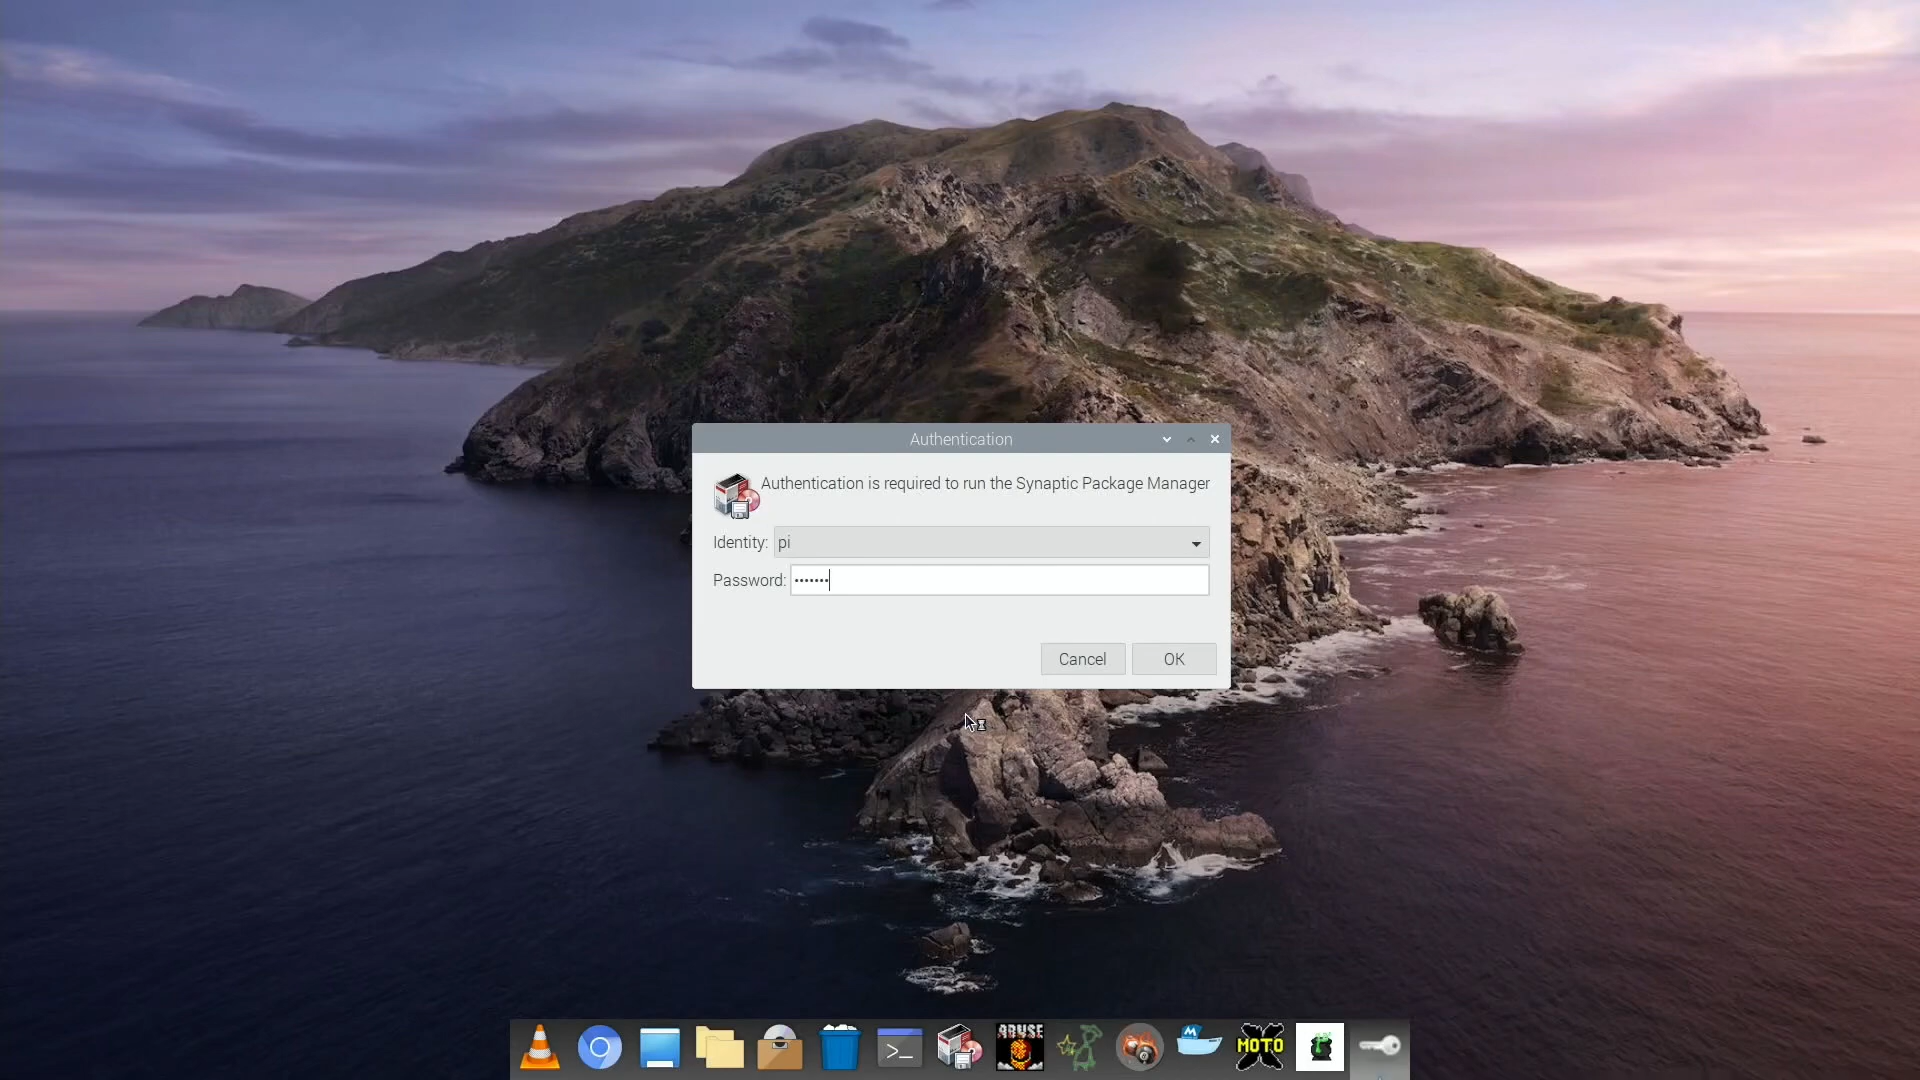 Authentication
Authentication is required to run the Synaptic Package Manager
Identity: pi
Password: •••••••
Cancel OK
>_
ABUSE
M
MOTO